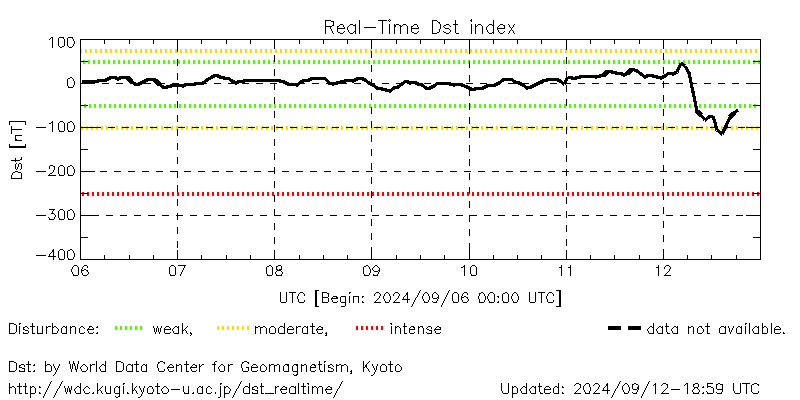 Real-Time Dst index
100
0
-100
-200
-300
-400
Dst [nT]
06 07 08 09 10 11 12
UTC [Begin: 2024/09/06 00:00 UTC]
Disturbance: weak, moderate, intense data not available.
Dst: by World Data Center for Geomagnetism, Kyoto
http://wdc.kugi.kyoto-u.ac.jp/dst_realtime/ Updated: 2024/09/12-18:59 UTC